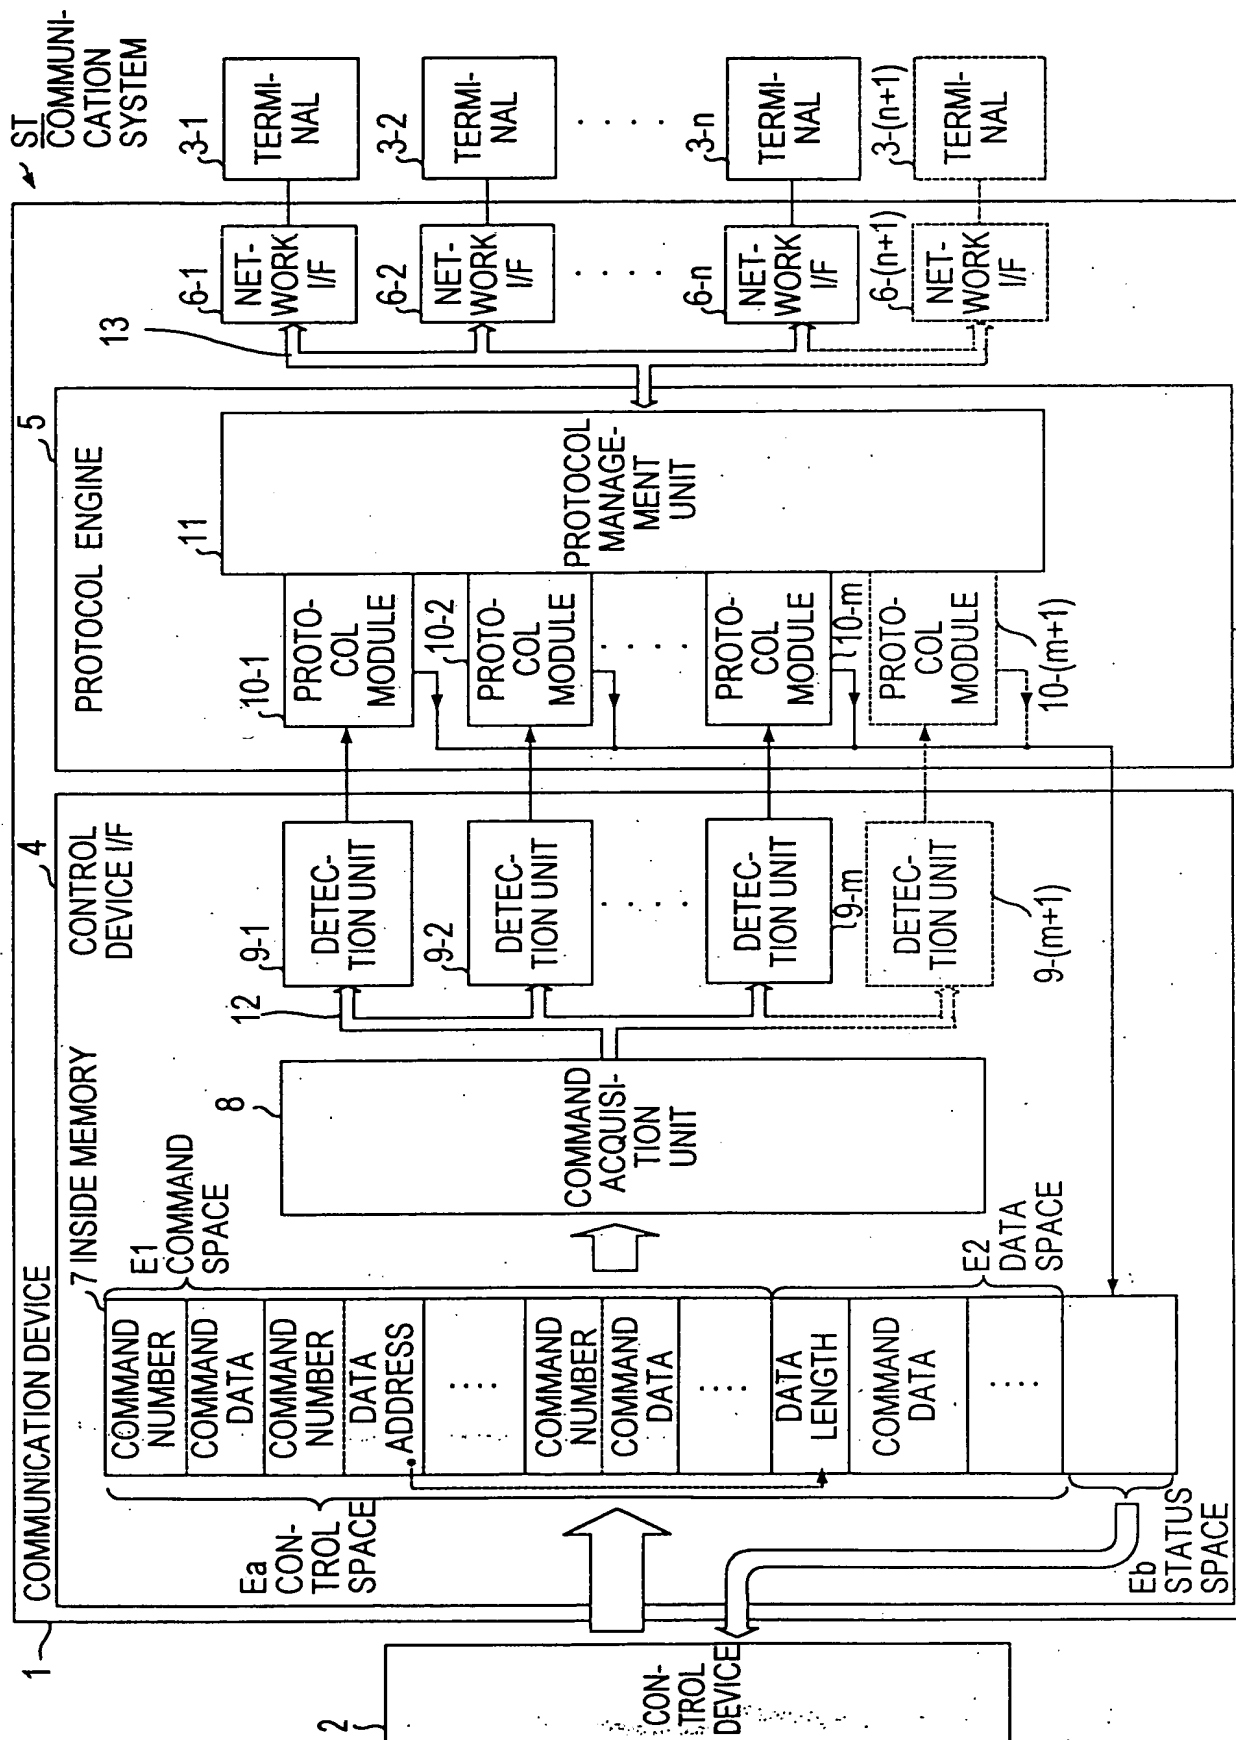 ST
COMMUNI-
CATION
SYSTEM
COMMUNICATION DEVICE
1
2
CON-
TROL
DEVICE
4
CONTROL
DEVICE I/F
7 INSIDE MEMORY
E1
COMMAND
SPACE
Ea
CON-
TROL
SPACE
COMMAND
NUMBER
COMMAND
DATA
COMMAND
NUMBER
DATA
ADDRESS
COMMAND
NUMBER
COMMAND
DATA
DATA
LENGTH
COMMAND
DATA
E2
DATA
SPACE
Eb
STATUS
SPACE
8
COMMAND
ACQUISI-
TION
UNIT
12
9-1
DETEC-
TION UNIT
9-2
DETEC-
TION UNIT
9-m
DETEC-
TION UNIT
9-(m+1)
DETEC-
TION UNIT
5
PROTOCOL ENGINE
10-1
PROTO-
COL
MODULE
10-2
PROTO-
COL
MODULE
10-m
PROTO-
COL
MODULE
10-(m+1)
PROTO-
COL
MODULE
11
PROTOCOL
MANAGE-
MENT
UNIT
13
6-1
NET-
WORK
I/F
6-2
NET-
WORK
I/F
6-n
NET-
WORK
I/F
6-(n+1)
NET-
WORK
I/F
3-1
TERMI-
NAL
3-2
TERMI-
NAL
3-n
TERMI-
NAL
3-(n+1)
TERMI-
NAL